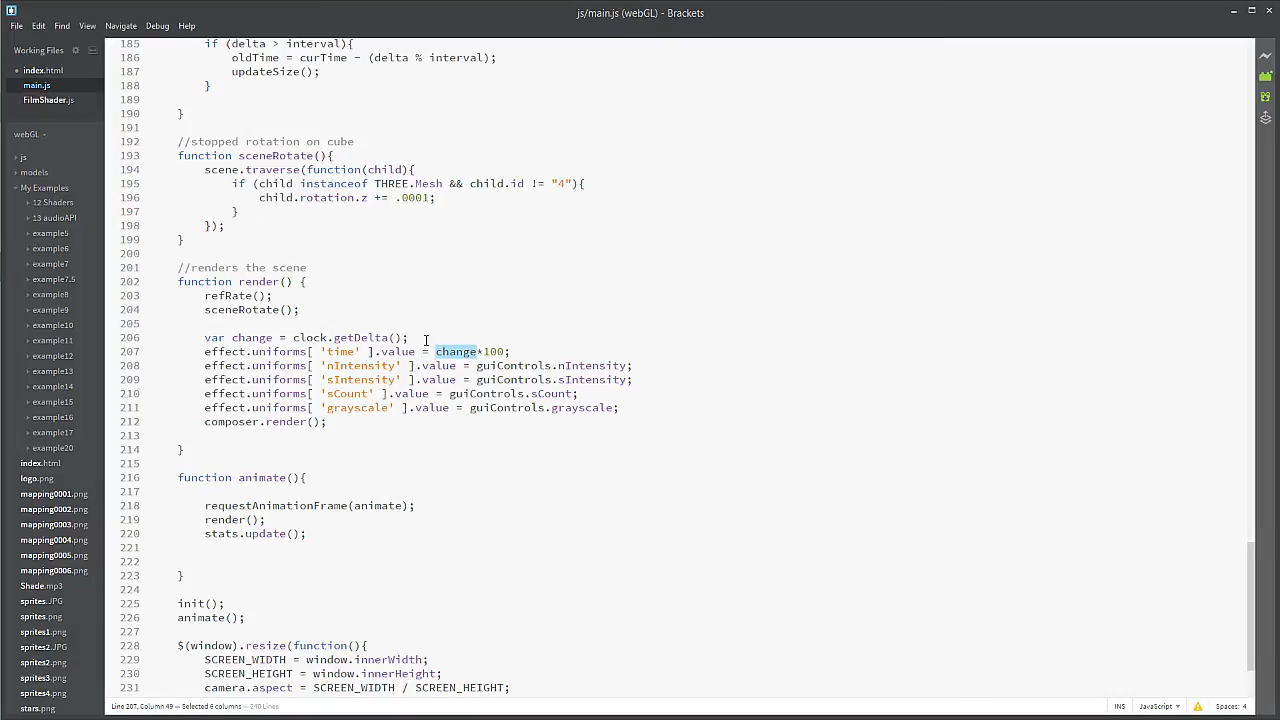 js/main.js (webGL) - Brackets
File Edit Find View Navigate Debug Help
Working Files
index.html
main.js
FilmShader.js
webGL
js
models
My Examples
12 Shaders
13 audioAPI
example5
example6
example7
example7.5
example8
example9
example10
example11
example12
example13
example14
example15
example16
example17
example20
index.html
logo.png
mapping0001.png
mapping0002.png
mapping0003.png
mapping0004.png
mapping0005.png
mapping0006.png
Shade.mp3
sprites.JPG
sprites.png
sprites1.png
sprites2.JPG
sprites2.png
sprites3.png
sprites4.png
stars.png
185 if (delta > interval){
186 oldTime = curTime - (delta % interval);
187 updateSize();
188 }
189
190 }
191
192 //stopped rotation on cube
193 function sceneRotate(){
194 scene.traverse(function(child){
195 if (child instanceof THREE.Mesh && child.id != "4"){
196 child.rotation.z += .0001;
197 }
198 });
199 }
200
201 //renders the scene
202 function render() {
203 refRate();
204 sceneRotate();
205
206 var change = clock.getDelta();
207 effect.uniforms[ 'time' ].value = change*100;
208 effect.uniforms[ 'nIntensity' ].value = guiControls.nIntensity;
209 effect.uniforms[ 'sIntensity' ].value = guiControls.sIntensity;
210 effect.uniforms[ 'sCount' ].value = guiControls.sCount;
211 effect.uniforms[ 'grayscale' ].value = guiControls.grayscale;
212 composer.render();
213
214 }
215
216 function animate(){
217
218 requestAnimationFrame(animate);
219 render();
220 stats.update();
221
222
223 }
224
225 init();
226 animate();
227
228 $(window).resize(function(){
229 SCREEN_WIDTH = window.innerWidth;
230 SCREEN_HEIGHT = window.innerHeight;
231 camera.aspect = SCREEN_WIDTH / SCREEN_HEIGHT;
Line 207, Column 49 — Selected 6 columns — 240 Lines
INS JavaScript Spaces: 4